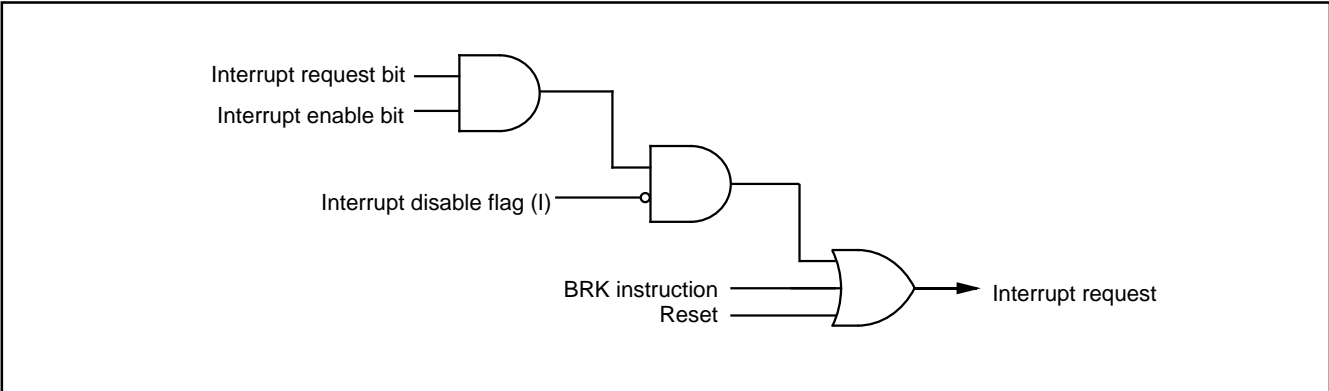 Interrupt request bit
Interrupt enable bit
Interrupt disable flag (I)
BRK instruction
Reset
Interrupt request